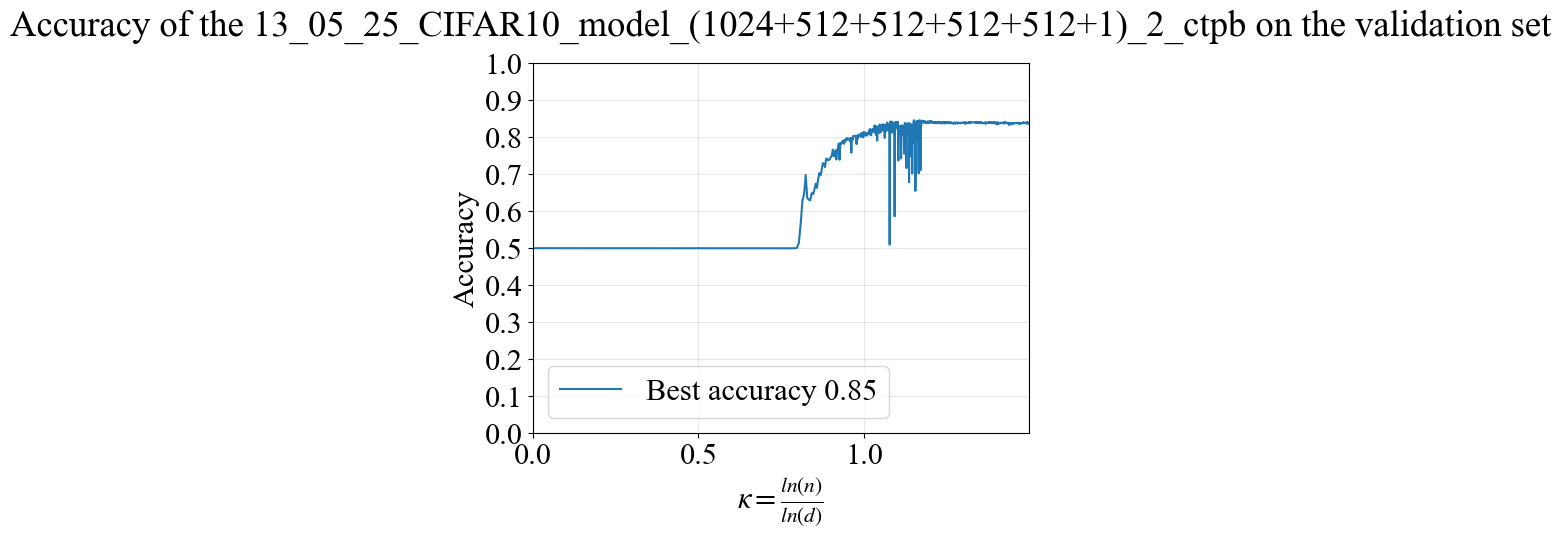 Accuracy of the 13_05_25_CIFAR10_model_(1024+512+512+512+512+1)_2_ctpb on the validation set
1.0
0.9
0.8
0.7
0.6
0.5
0.4
0.3
0.2
0.1
0.0
Accuracy
Best accuracy 0.85
0.0 0.5 1.0
κ = ln(n)/ln(d)